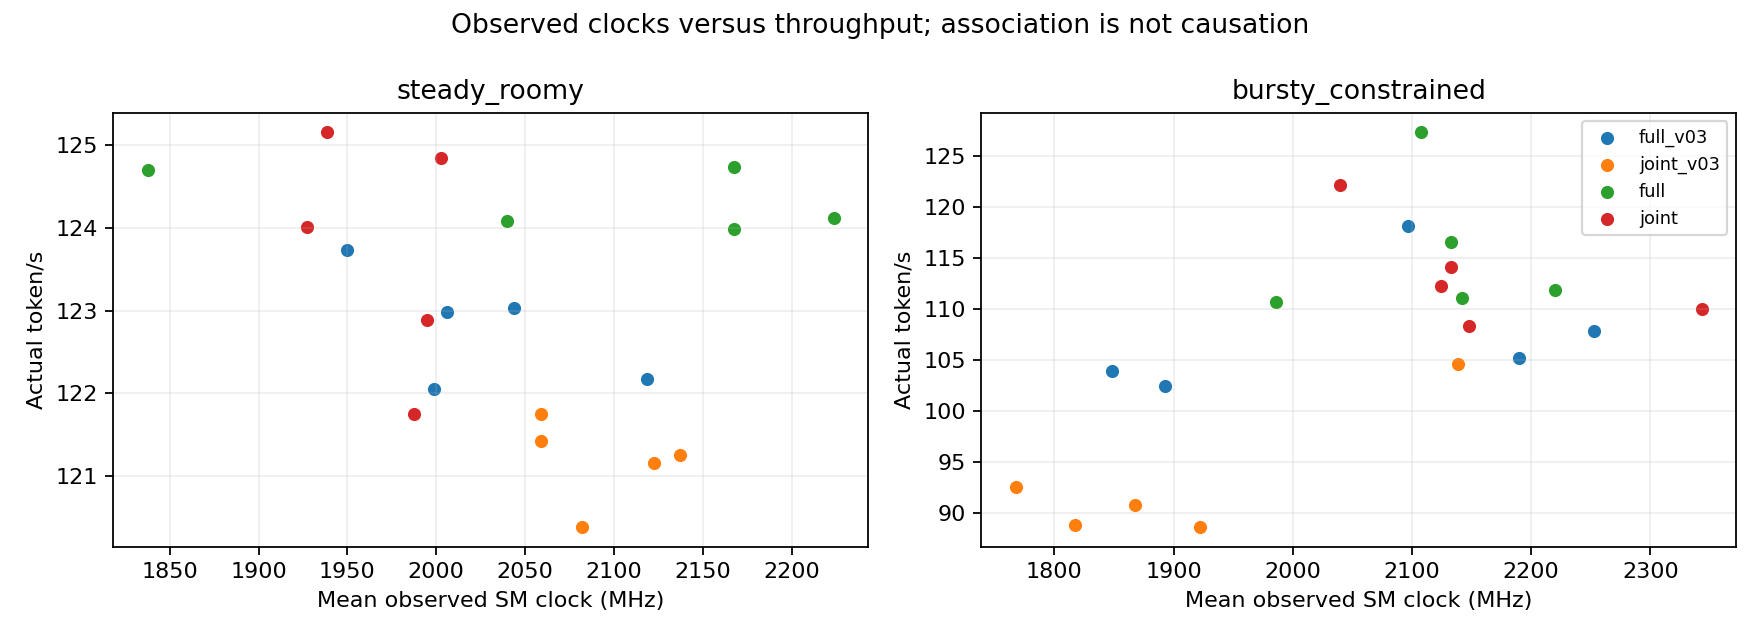 Observed clocks versus throughput; association is not causation
steady_roomy
125
124
123
122
121
Actual token/s
1850 1900 1950 2000 2050 2100 2150 2200
Mean observed SM clock (MHz)
bursty_constrained
125
120
115
110
105
100
95
90
Actual token/s
1800 1900 2000 2100 2200 2300
Mean observed SM clock (MHz)
full_v03
joint_v03
full
joint